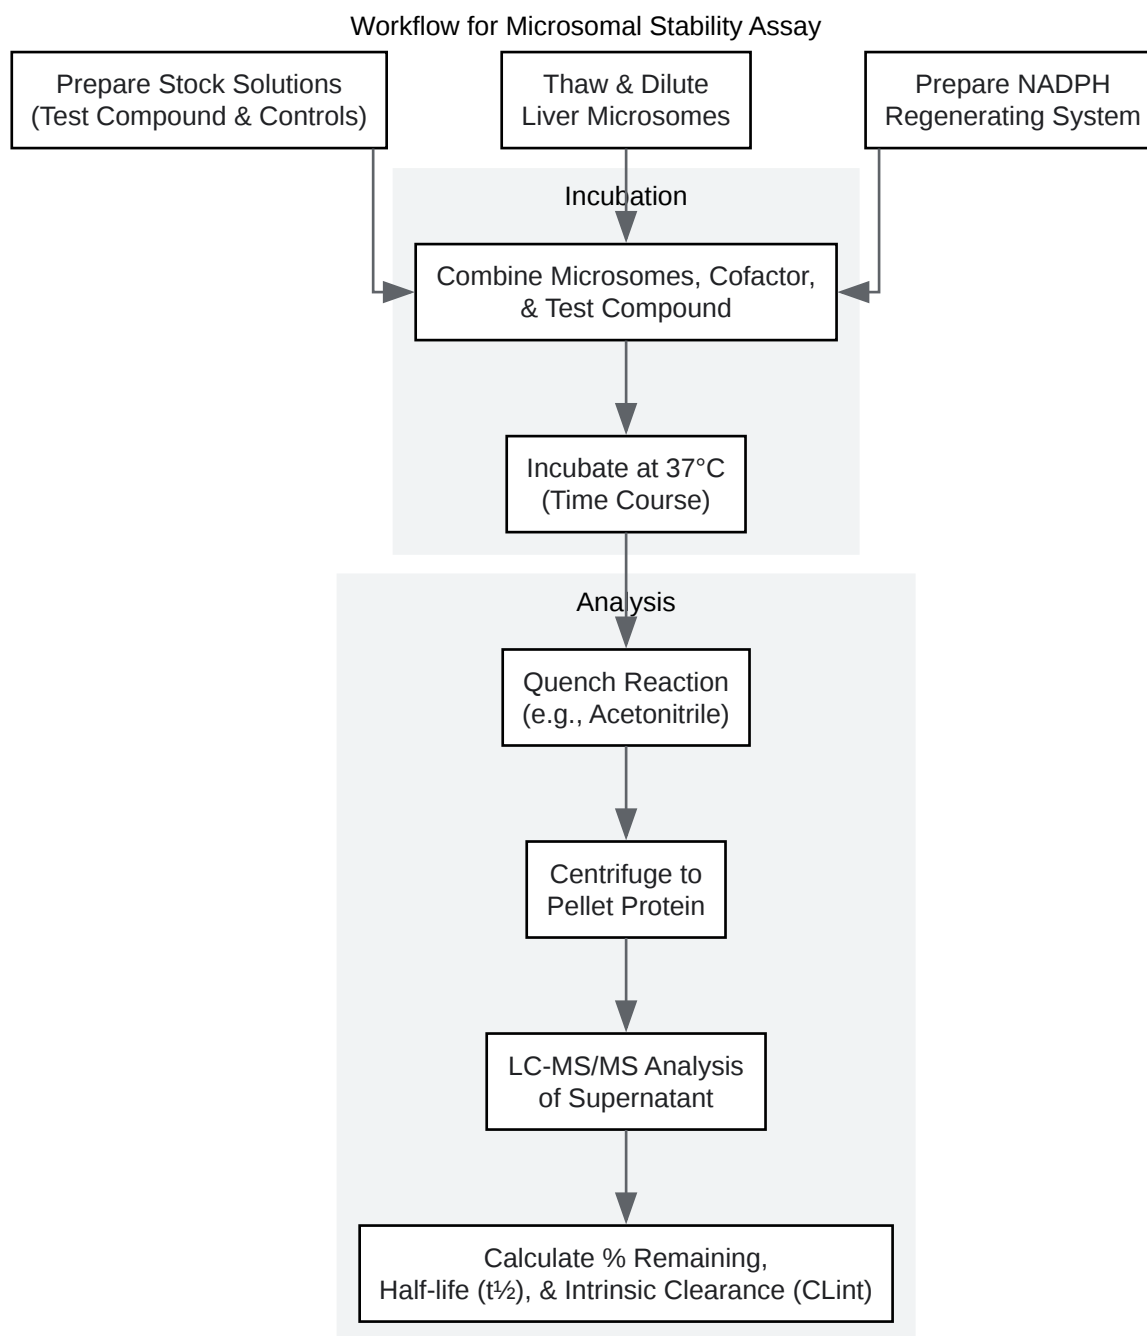 Workflow for Microsomal Stability Assay
Prepare Stock Solutions
(Test Compound & Controls)
Thaw & Dilute
Liver Microsomes
Prepare NADPH
Regenerating System
Incubation
Combine Microsomes, Cofactor,
& Test Compound
Incubate at 37°C
(Time Course)
Analysis
Quench Reaction
(e.g., Acetonitrile)
Centrifuge to
Pellet Protein
LC-MS/MS Analysis
of Supernatant
Calculate % Remaining,
Half-life (t½), & Intrinsic Clearance (CLint)